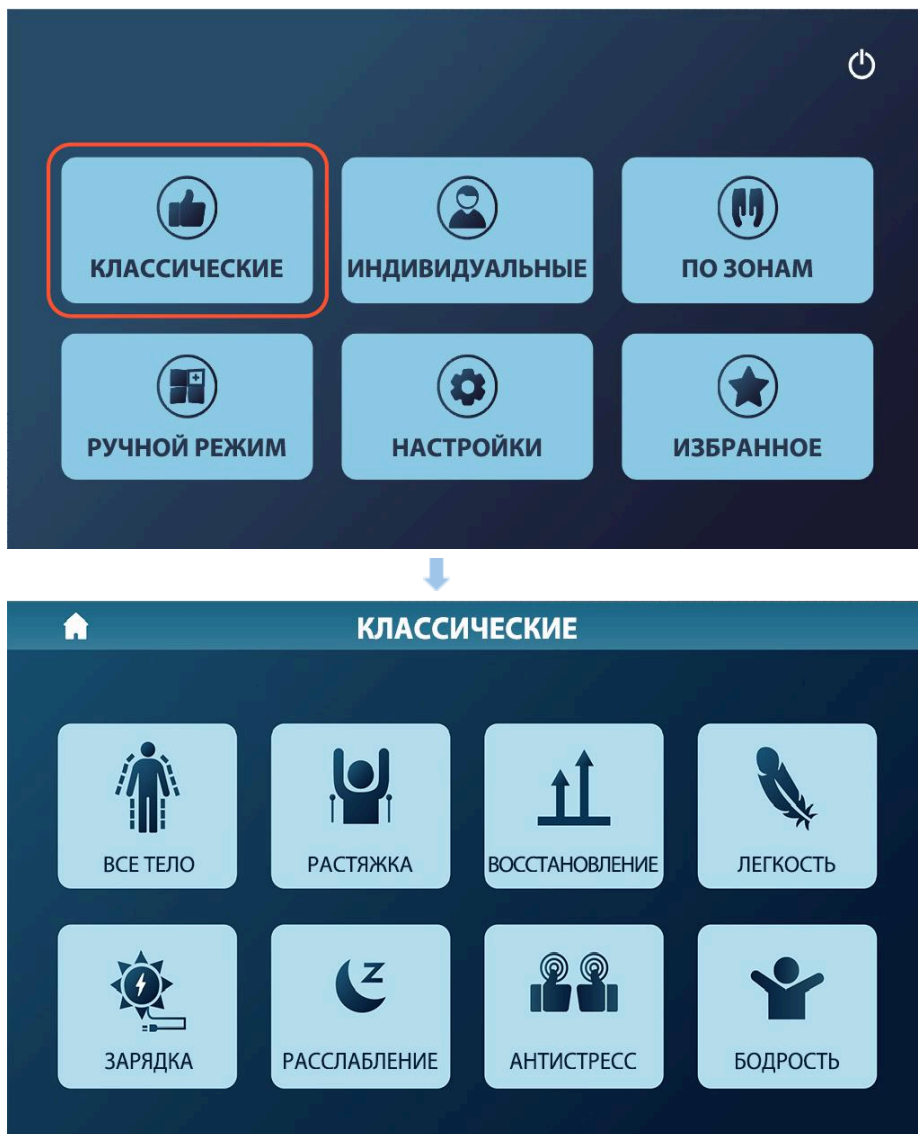 КЛАССИЧЕСКИЕ
ИНДИВИДУАЛЬНЫЕ
ПО ЗОНАМ
РУЧНОЙ РЕЖИМ
НАСТРОЙКИ
ИЗБРАННОЕ
КЛАССИЧЕСКИЕ
ВСЕ ТЕЛО
РАСТЯЖКА
ВОССТАНОВЛЕНИЕ
ЛЕГКОСТЬ
ЗАРЯДКА
Z
РАССЛАБЛЕНИЕ
АНТИСТРЕСС
БОДРОСТЬ